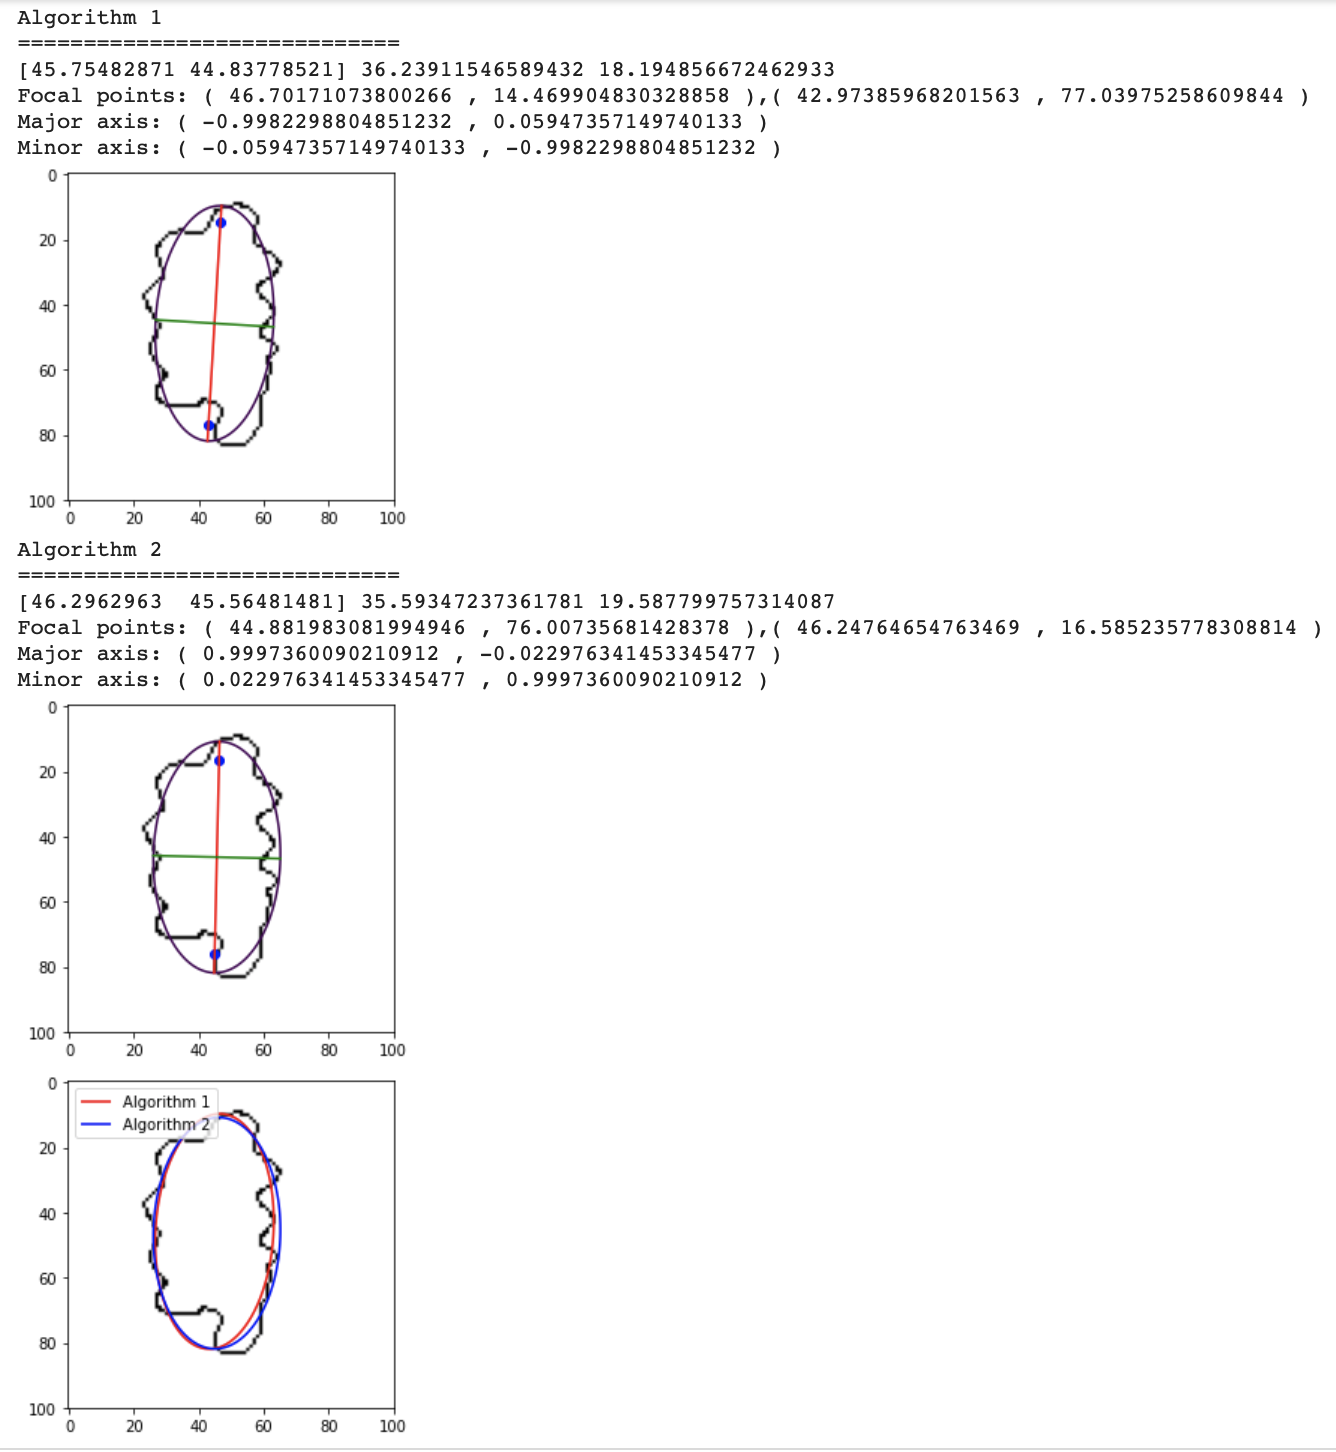 Algorithm 1
=============================
[45.75482871 44.83778521] 36.23911546589432 18.194856672462933
Focal points: ( 46.70171073800266 , 14.469904830328858 ),( 42.97385968201563 , 77.03975258609844 )
Major axis: ( -0.9982298804851232 , 0.05947357149740133 )
Minor axis: ( -0.05947357149740133 , -0.9982298804851232 )
0
20
40
60
80
100
0 20 40 60 80 100
Algorithm 2
=============================
[46.2962963  45.56481481] 35.59347237361781 19.587799757314087
Focal points: ( 44.881983081994946 , 76.00735681428378 ),( 46.24764654763469 , 16.585235778308814 )
Major axis: ( 0.9997360090210912 , -0.022976341453345477 )
Minor axis: ( 0.022976341453345477 , 0.9997360090210912 )
0
20
40
60
80
100
0 20 40 60 80 100
0
Algorithm 1
Algorithm 2
20
40
60
80
100
0 20 40 60 80 100